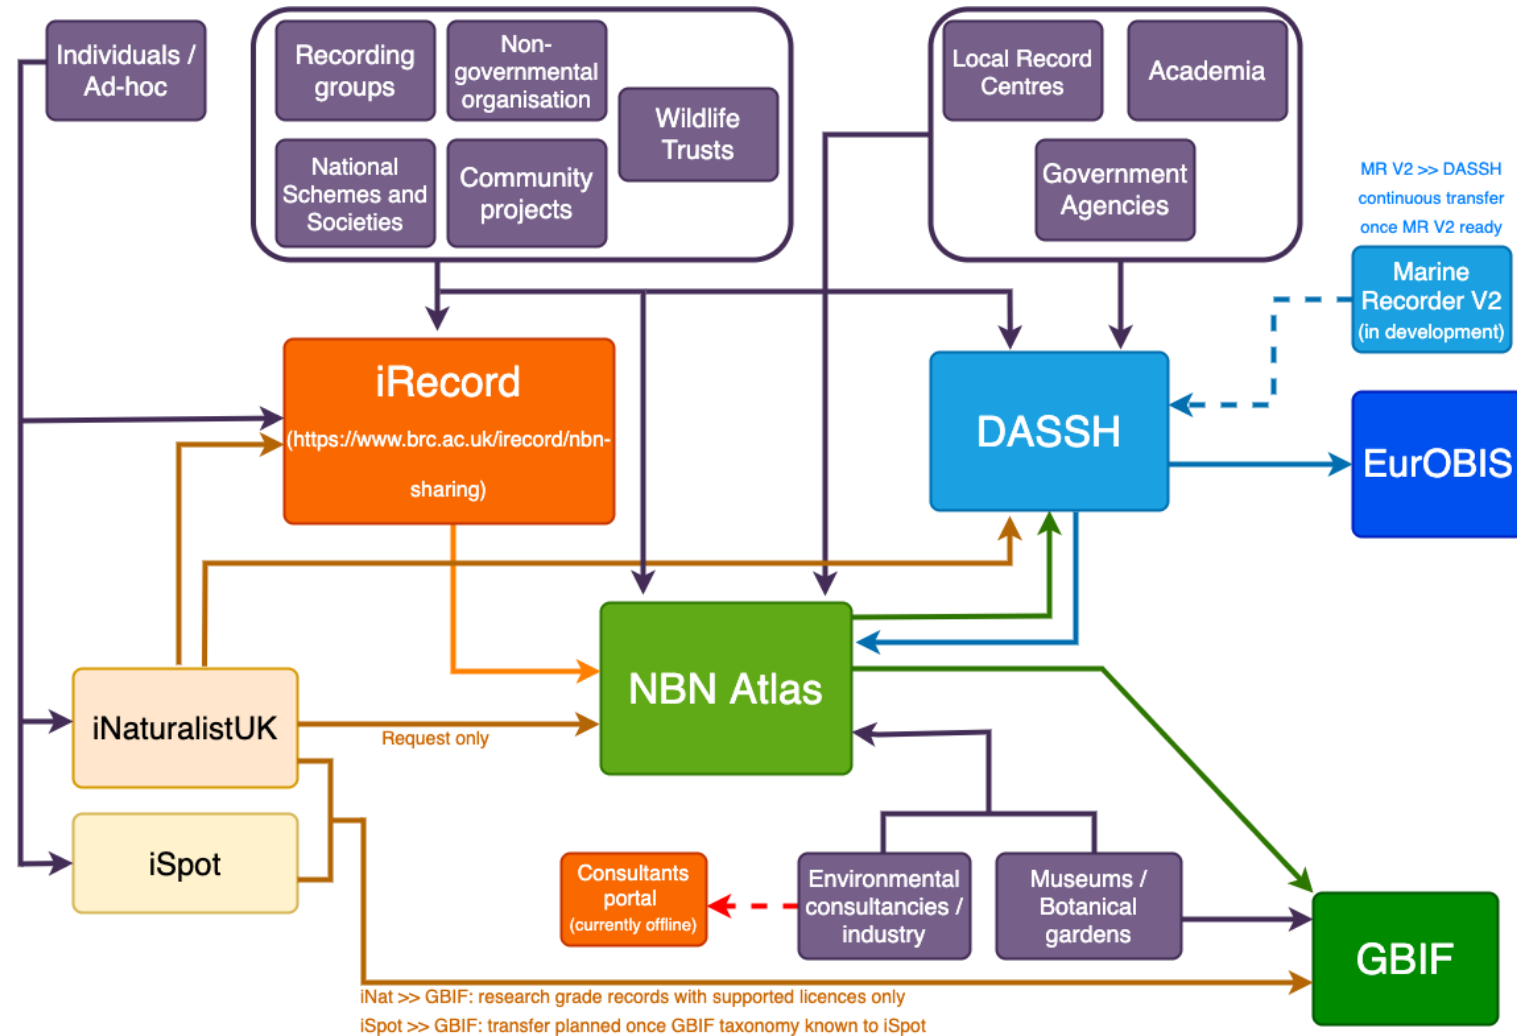 Individuals /
Ad-hoc
Recording
groups
Non-
governmental
organisation
Wildlife
Trusts
National
Schemes and
Societies
Community
projects
Local Record
Centres
Academia
Government
Agencies
MR V2 >> DASSH
continuous transfer
once MR V2 ready
Marine
Recorder V2
(in development)
iRecord
(https://www.brc.ac.uk/irecord/nbn-
sharing)
DASSH
EurOBIS
NBN Atlas
iNaturalistUK
Request only
iSpot
Consultants
portal
(currently offline)
Environmental
consultancies /
industry
Museums /
Botanical
gardens
GBIF
iNat >> GBIF: research grade records with supported licences only
iSpot >> GBIF: transfer planned once GBIF taxonomy known to iSpot